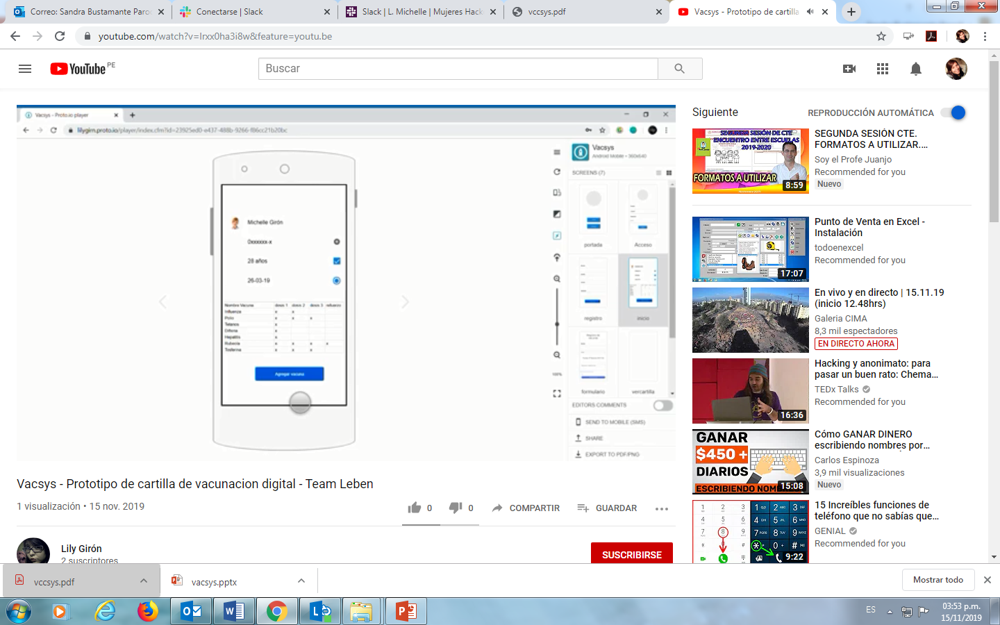 Correo: Sandra Bustamante Paro
Conectarse | Slack
Slack | L. Michelle | Mujeres Hack
vccsys.pdf
Vacsys - Prototipo de cartilla
youtube.com/watch?v=Irxx0ha3i8w&feature=youtu.be
YouTube PE
Buscar
Vacsys - Proto.io player
lilygirn.proto.io/player/index.cfm?id=23925ed0-e437-488b-9266-f86cc21b20bc
Vacsys
Android Mobile • 360x640
SCREENS (7)
Michelle Girón
0xxxxxx-x
28 años
26-03-19
Nombre Vacuna dosis 1 dosis 2 dosis 3 refuerzo
Influenza x x
Polio x x x
Tetanos x
Difteria x
Hepatitis x
Rubeola x x x x
Tosferina x x x
Agregar vacuna
portada
Acceso
registro
inicio
formulario
vercartilla
100%
EDITORS COMMENTS
SEND TO MOBILE (SMS)
SHARE
EXPORT TO PDF/PNG
Vacsys - Prototipo de cartilla de vacunacion digital - Team Leben
1 visualización • 15 nov. 2019
0
0
COMPARTIR
GUARDAR
Lily Girón
2 suscriptores
SUSCRIBIRSE
Siguiente
REPRODUCCIÓN AUTOMÁTICA
SEGUNDA SESIÓN DE CTE
ENCUENTRO ENTRE ESCUELAS
2019-2020
FORMATOS A UTILIZAR
8:59
SEGUNDA SESIÓN CTE.
FORMATOS A UTILIZAR....
Soy el Profe Juanjo
Recommended for you
Nuevo
17:07
Punto de Venta en Excel -
Instalación
todoenexcel
Recommended for you
En vivo y en directo | 15.11.19
(inicio 12.48hrs)
Galeria CIMA
8,3 mil espectadores
EN DIRECTO AHORA
16:36
Hacking y anonimato: para
pasar un buen rato: Chema...
TEDx Talks
Recommended for you
GANAR
$450 +
DIARIOS
ESCRIBIENDO NOM
15:08
Cómo GANAR DINERO
escribiendo nombres por...
Carlos Espinoza
3,9 mil visualizaciones
Nuevo
9:22
15 Increíbles funciones de
teléfono que no sabías que...
GENIAL
Recommended for you
vccsys.pdf
vacsys.pptx
Mostrar todo
ES
03:53 p.m.
15/11/2019